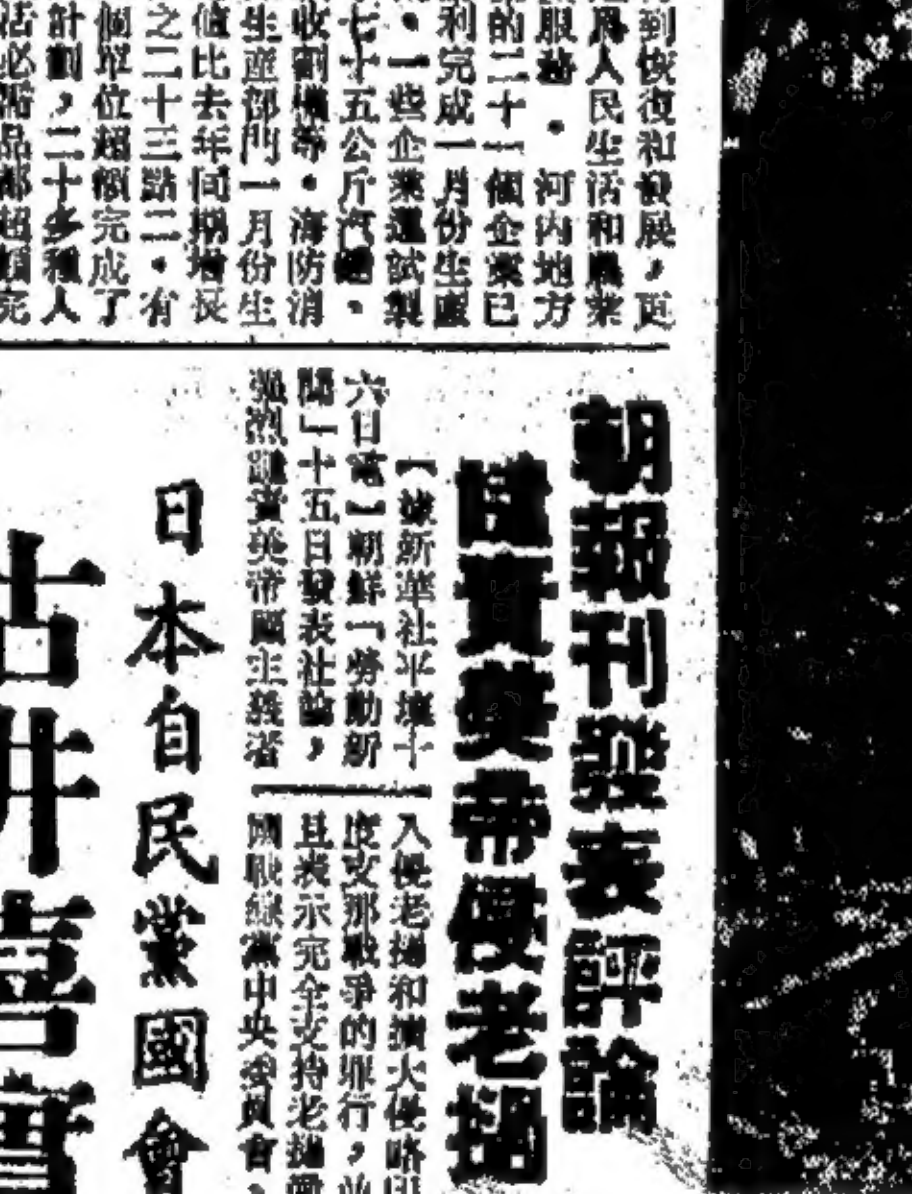 得到恢復和發展，更
爲人民生活和農業
服務。河內地方
的二十一個企業已
利完成一月份生產
一些企業還試製
七十五公斤汽
收割機等。海防消
生產部門一月份生
值比去年同期增長
之二十三點二。有
個單位超額完成了
計劃，二十多種人
活必需品都超額完
朝報刊發表評論
譴責美帝侵老撾
【據新華社平壤十
六日電】朝鮮「勞動新
聞」十五日發表社論，
強烈譴責美帝國主義者
入侵老撾和擴大侵略印
度支那戰爭的罪行，並
且表示完全支持老撾愛
國戰線黨中央委員會，
日本自民黨國會
古井喜實